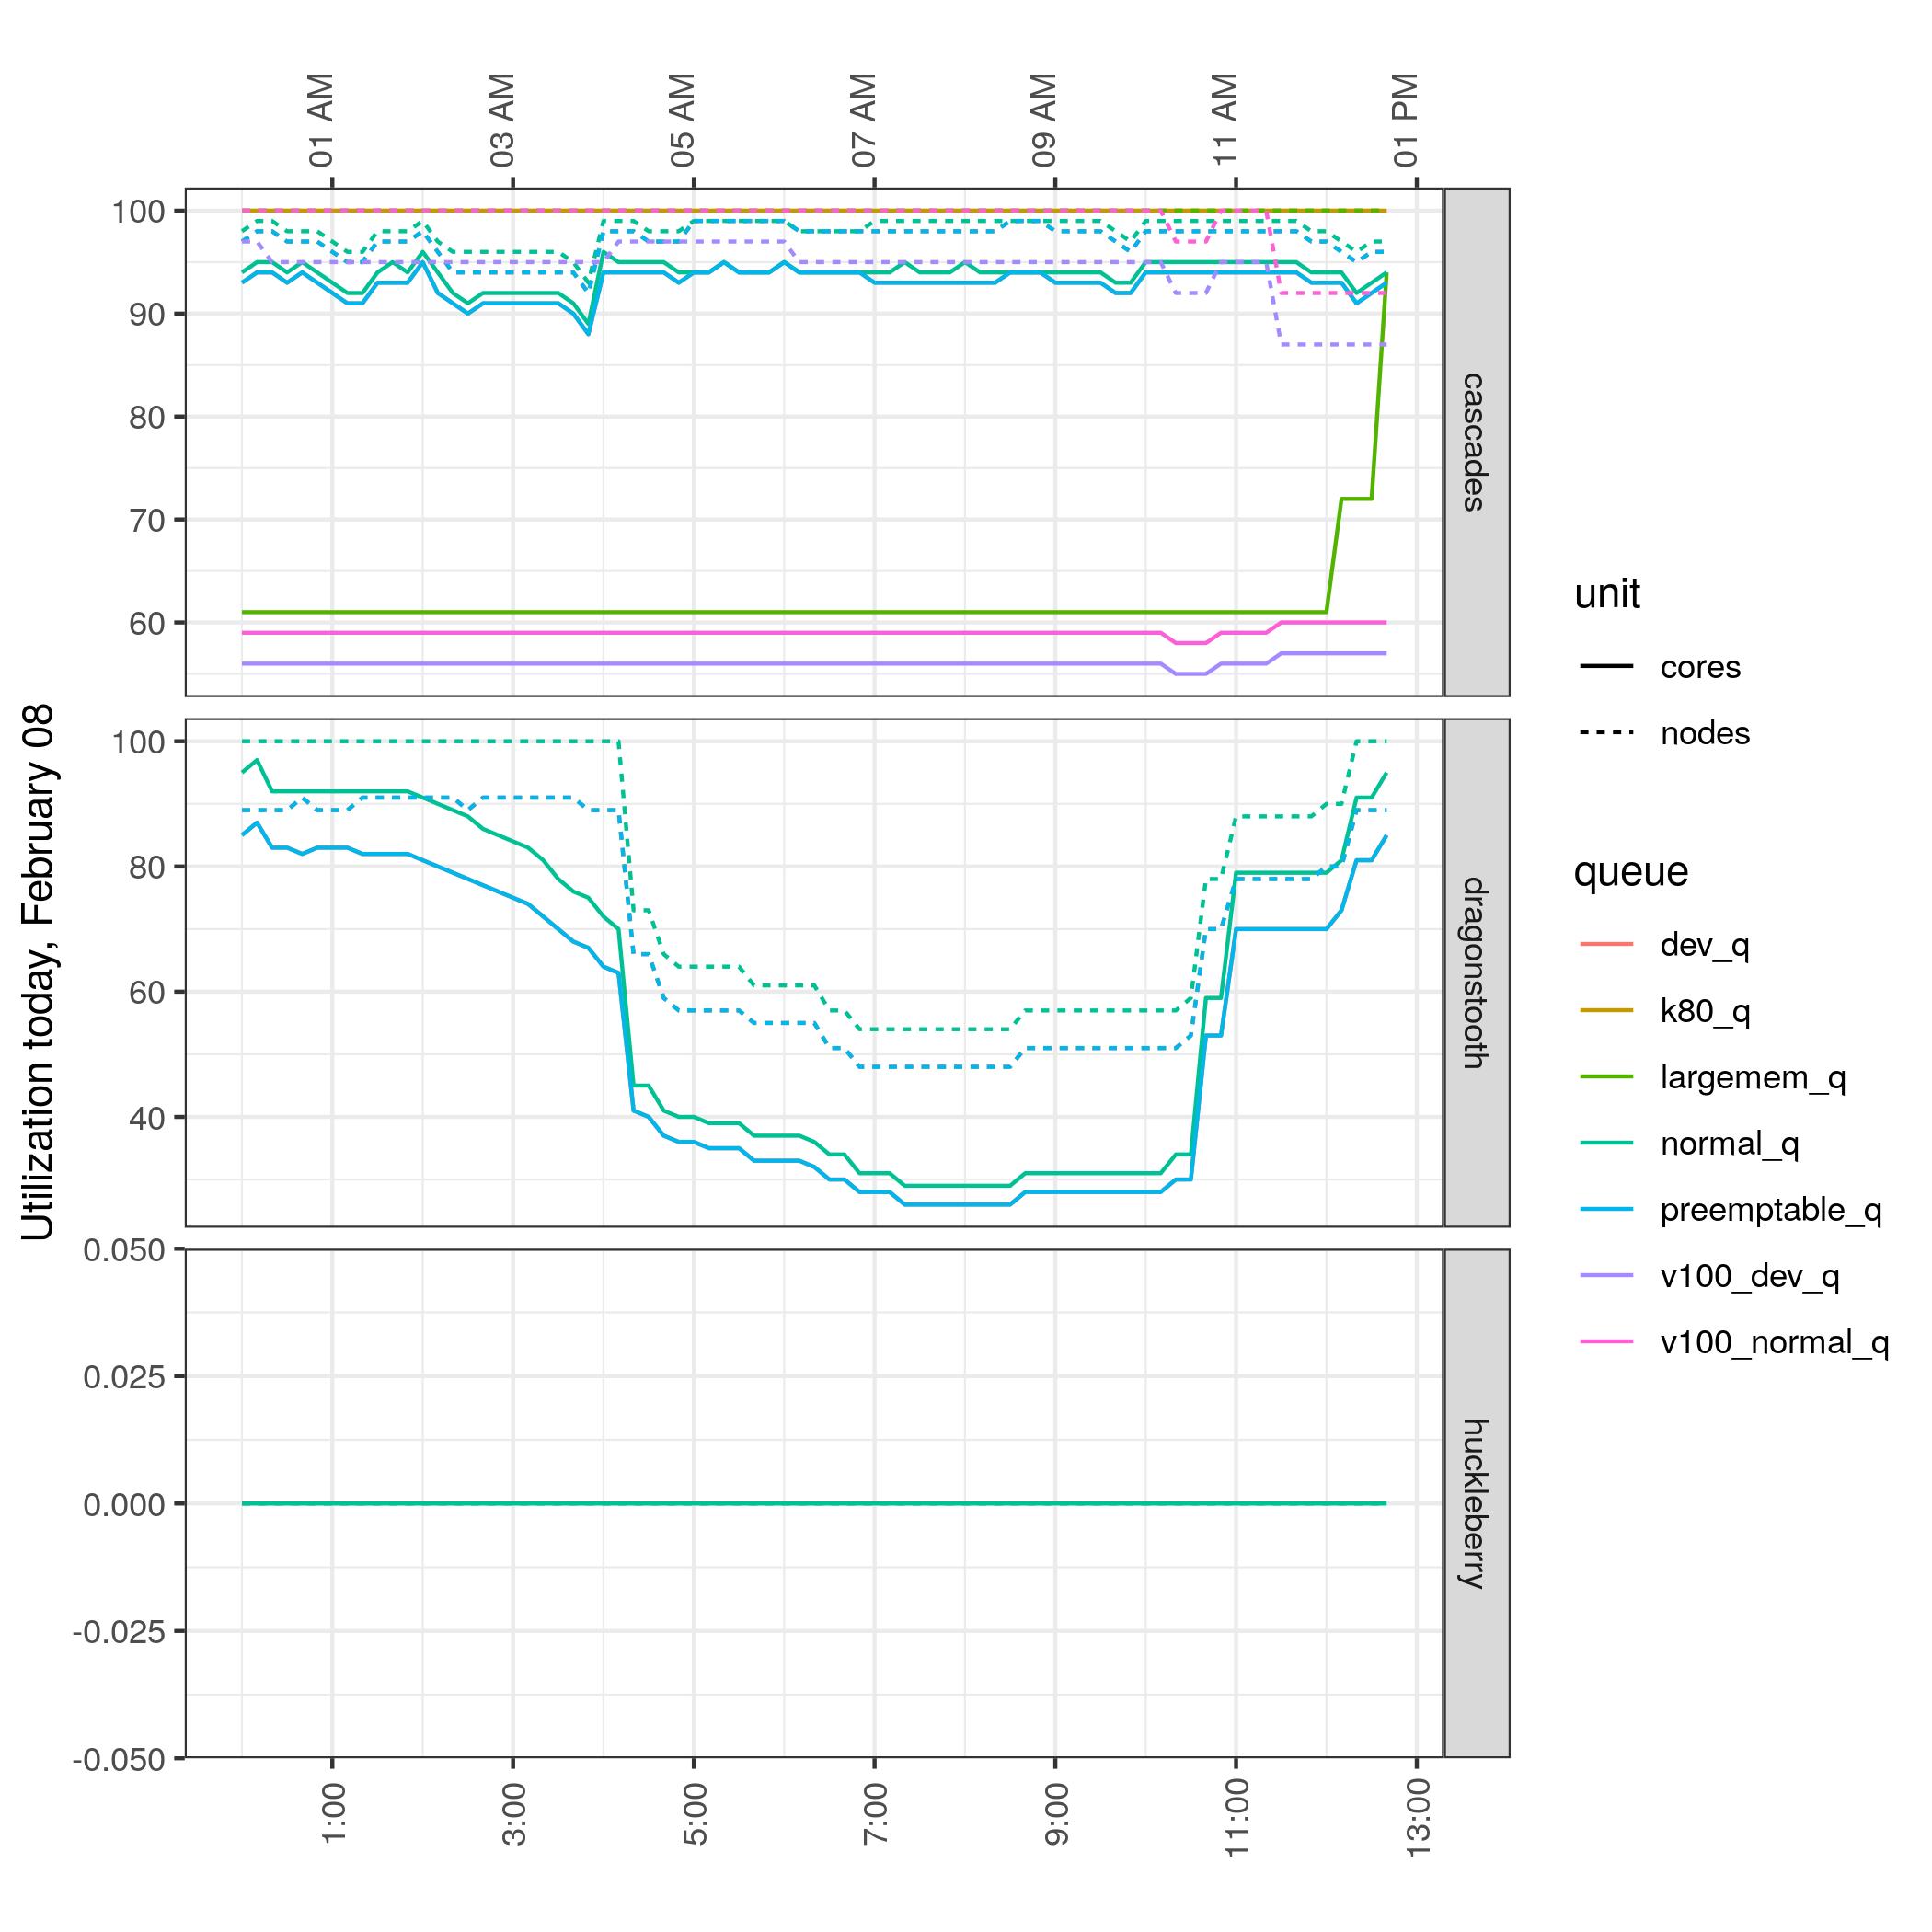 01 AM
03 AM
05 AM
07 AM
09 AM
11 AM
01 PM
Utilization today, February 08
100
90
80
70
60
cascades
100
80
60
40
dragonstooth
0.050
0.025
0.000
-0.025
-0.050
huckleberry
1:00
3:00
5:00
7:00
9:00
11:00
13:00
unit
cores
nodes
queue
dev_q
k80_q
largemem_q
normal_q
preemptable_q
v100_dev_q
v100_normal_q